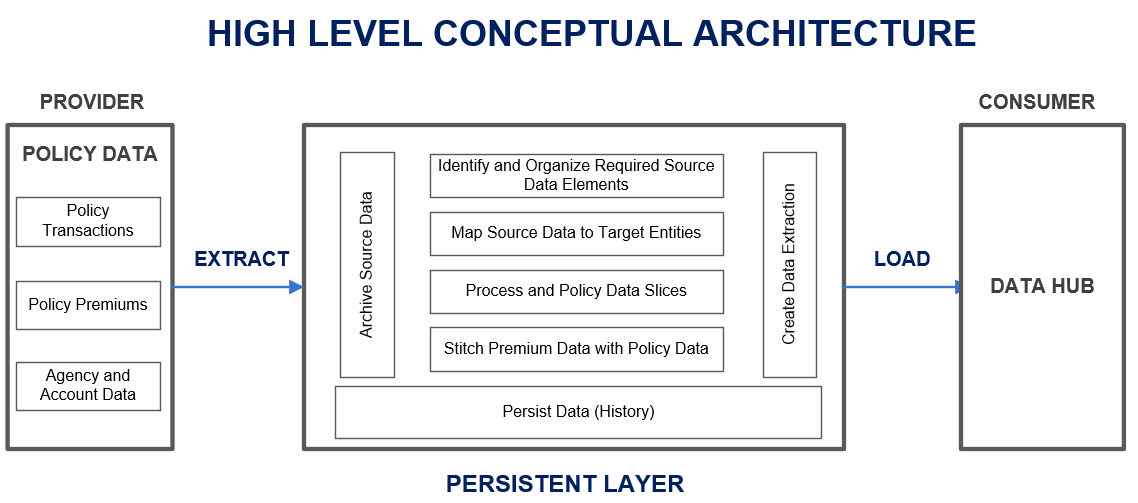 HIGH LEVEL CONCEPTUAL ARCHITECTURE
PROVIDER
POLICY DATA
Policy
Transactions
Policy Premiums
Agency and
Account Data
EXTRACT
Archive Source Data
Identify and Organize Required Source
Data Elements
Map Source Data to Target Entities
Process and Policy Data Slices
Stitch Premium Data with Policy Data
Create Data Extraction
Persist Data (History)
PERSISTENT LAYER
LOAD
CONSUMER
DATA HUB